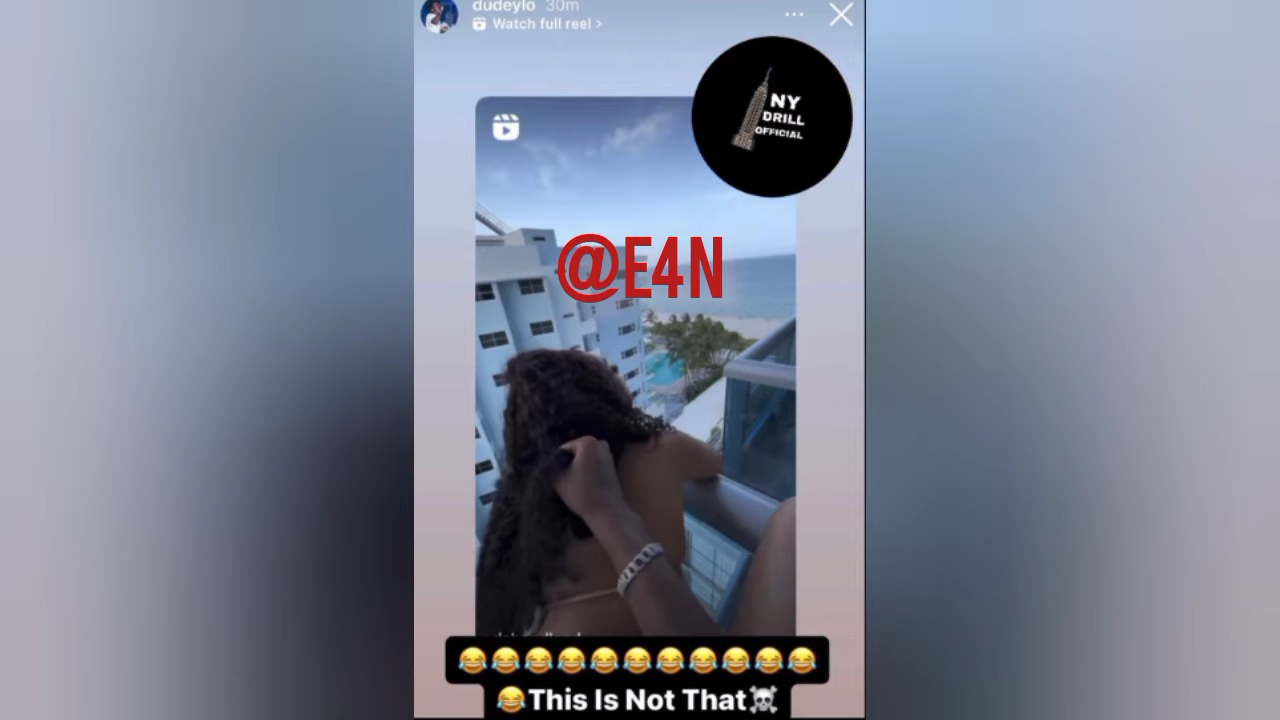 dudeylo 30m
Watch full reel >
NY
DRILL
OFFICIAL
@E4N
😂😂😂😂😂😂😂😂😂😂😂
😂This Is Not That☠️